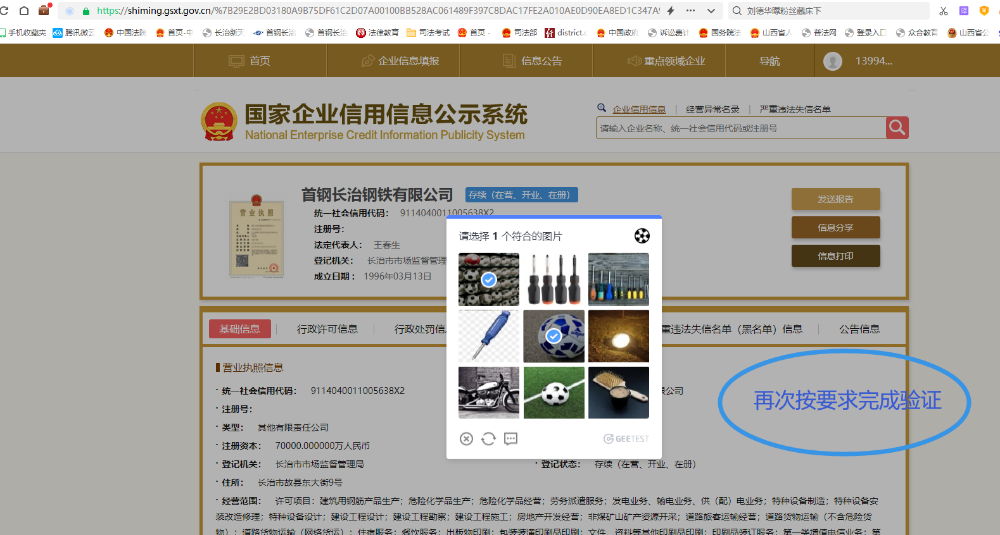 https://shiming.gsxt.gov.cn/%7B29E2BD03180A9B75DF61C2D07A00100BB528AC061489F397C8DAC17FE2A010AE0D90EA8ED1C347A
刘德华曝粉丝藏床下
手机收藏夹 腾讯微云 中国法院 首页-中 长治新天 首钢长治 首钢长治 法律教育 司法考试 首页 - 司法部 district.c 中国政府 诉讼费计 国务院法 山西省人 普法网 登录入口 众合教育 山西省公
首页 企业信息填报 信息公告 重点领域企业 导航 13994...
国家企业信用信息公示系统
National Enterprise Credit Information Publicity System
企业信用信息 | 经营异常名录 | 严重违法失信名单
请输入企业名称、统一社会信用代码或注册号
首钢长治钢铁有限公司 存续（在营、开业、在册）
营业执照
统一社会信用代码： 9114040011005638X2
注册号：
法定代表人： 王春生
登记机关： 长治市市场监督管理
成立日期： 1996年03月13日
发送报告
信息分享
信息打印
请选择 1 个符合的图片
GEETEST
基础信息 行政许可信息 行政处罚信息 重违法失信名单（黑名单）信息 公告信息
营业执照信息
再次按要求完成验证
· 统一社会信用代码： 9114040011005638X2 限公司
· 注册号：
· 类型： 其他有限责任公司
· 注册资本： 70000.000000万人民币
· 登记机关： 长治市市场监督管理局 · 登记状态： 存续（在营、开业、在册）
· 住所： 长治市故县东大街9号
· 经营范围： 许可项目：建筑用钢筋产品生产；危险化学品生产；危险化学品经营；劳务派遣服务；发电业务、输电业务、供（配）电业务；特种设备制造；特种设备安
装改造修理；特种设备设计；建设工程设计；建设工程勘察；建设工程施工；房地产开发经营；非煤矿山矿产资源开采；道路旅客运输经营；道路货物运输（不含危险货
物）；道路货物运输（网络货运）；住宿服务；餐饮服务；出版物印刷；包装装潢印刷品印刷；文件、资料等其他印刷品印刷；印刷品装订服务；第一类增值电信业务；第